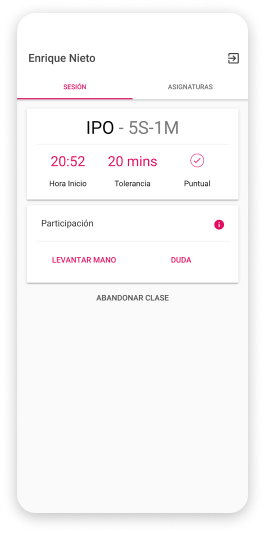 Enrique Nieto
SESIÓN ASIGNATURAS
IPO - 5S-1M
20:52 20 mins
Hora Inicio Tolerancia Puntual
Participación
LEVANTAR MANO DUDA
ABANDONAR CLASE